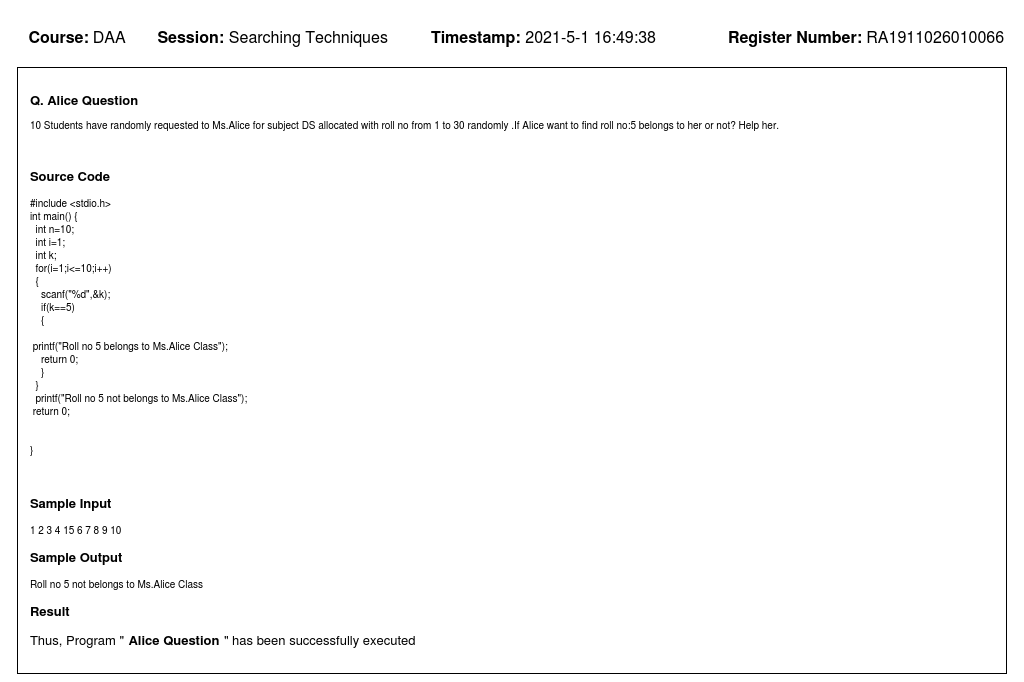 Course: DAA Session: Searching Techniques Timestamp: 2021-5-1 16:49:38 Register Number: RA1911026010066
Q. Alice Question
10 Students have randomly requested to Ms.Alice for subject DS allocated with roll no from 1 to 30 randomly .If Alice want to find roll no:5 belongs to her or not? Help her.
Source Code
#include <stdio.h>
int main() {
int n=10;
int i=1;
int k;
for(i=1;i<=10;i++)
{
scanf("%d",&k);
if(k==5)
{
printf("Roll no 5 belongs to Ms.Alice Class");
return 0;
}
}
printf("Roll no 5 not belongs to Ms.Alice Class");
return 0;
}
Sample Input
1 2 3 4 15 6 7 8 9 10
Sample Output
Roll no 5 not belongs to Ms.Alice Class
Result
Thus, Program " Alice Question " has been successfully executed